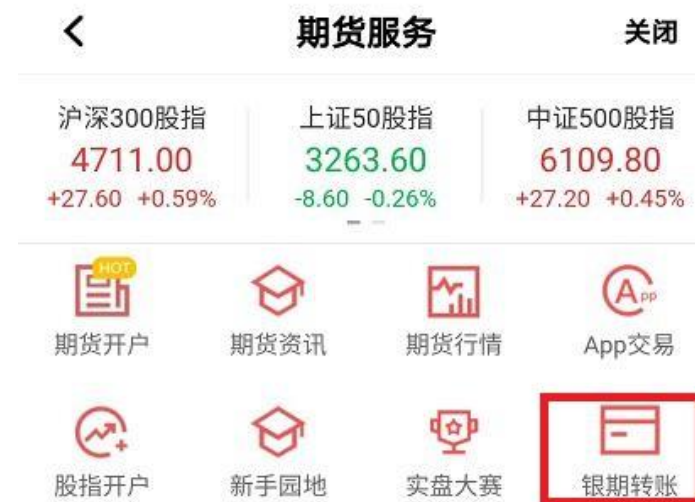 期货服务 关闭
沪深300股指 上证50股指 中证500股指
4711.00 3263.60 6109.80
+27.60 +0.59% -8.60 -0.26% +27.20 +0.45%
HOT
App
期货开户 期货资讯 期货行情 App交易
股指开户 新手园地 实盘大赛 银期转账